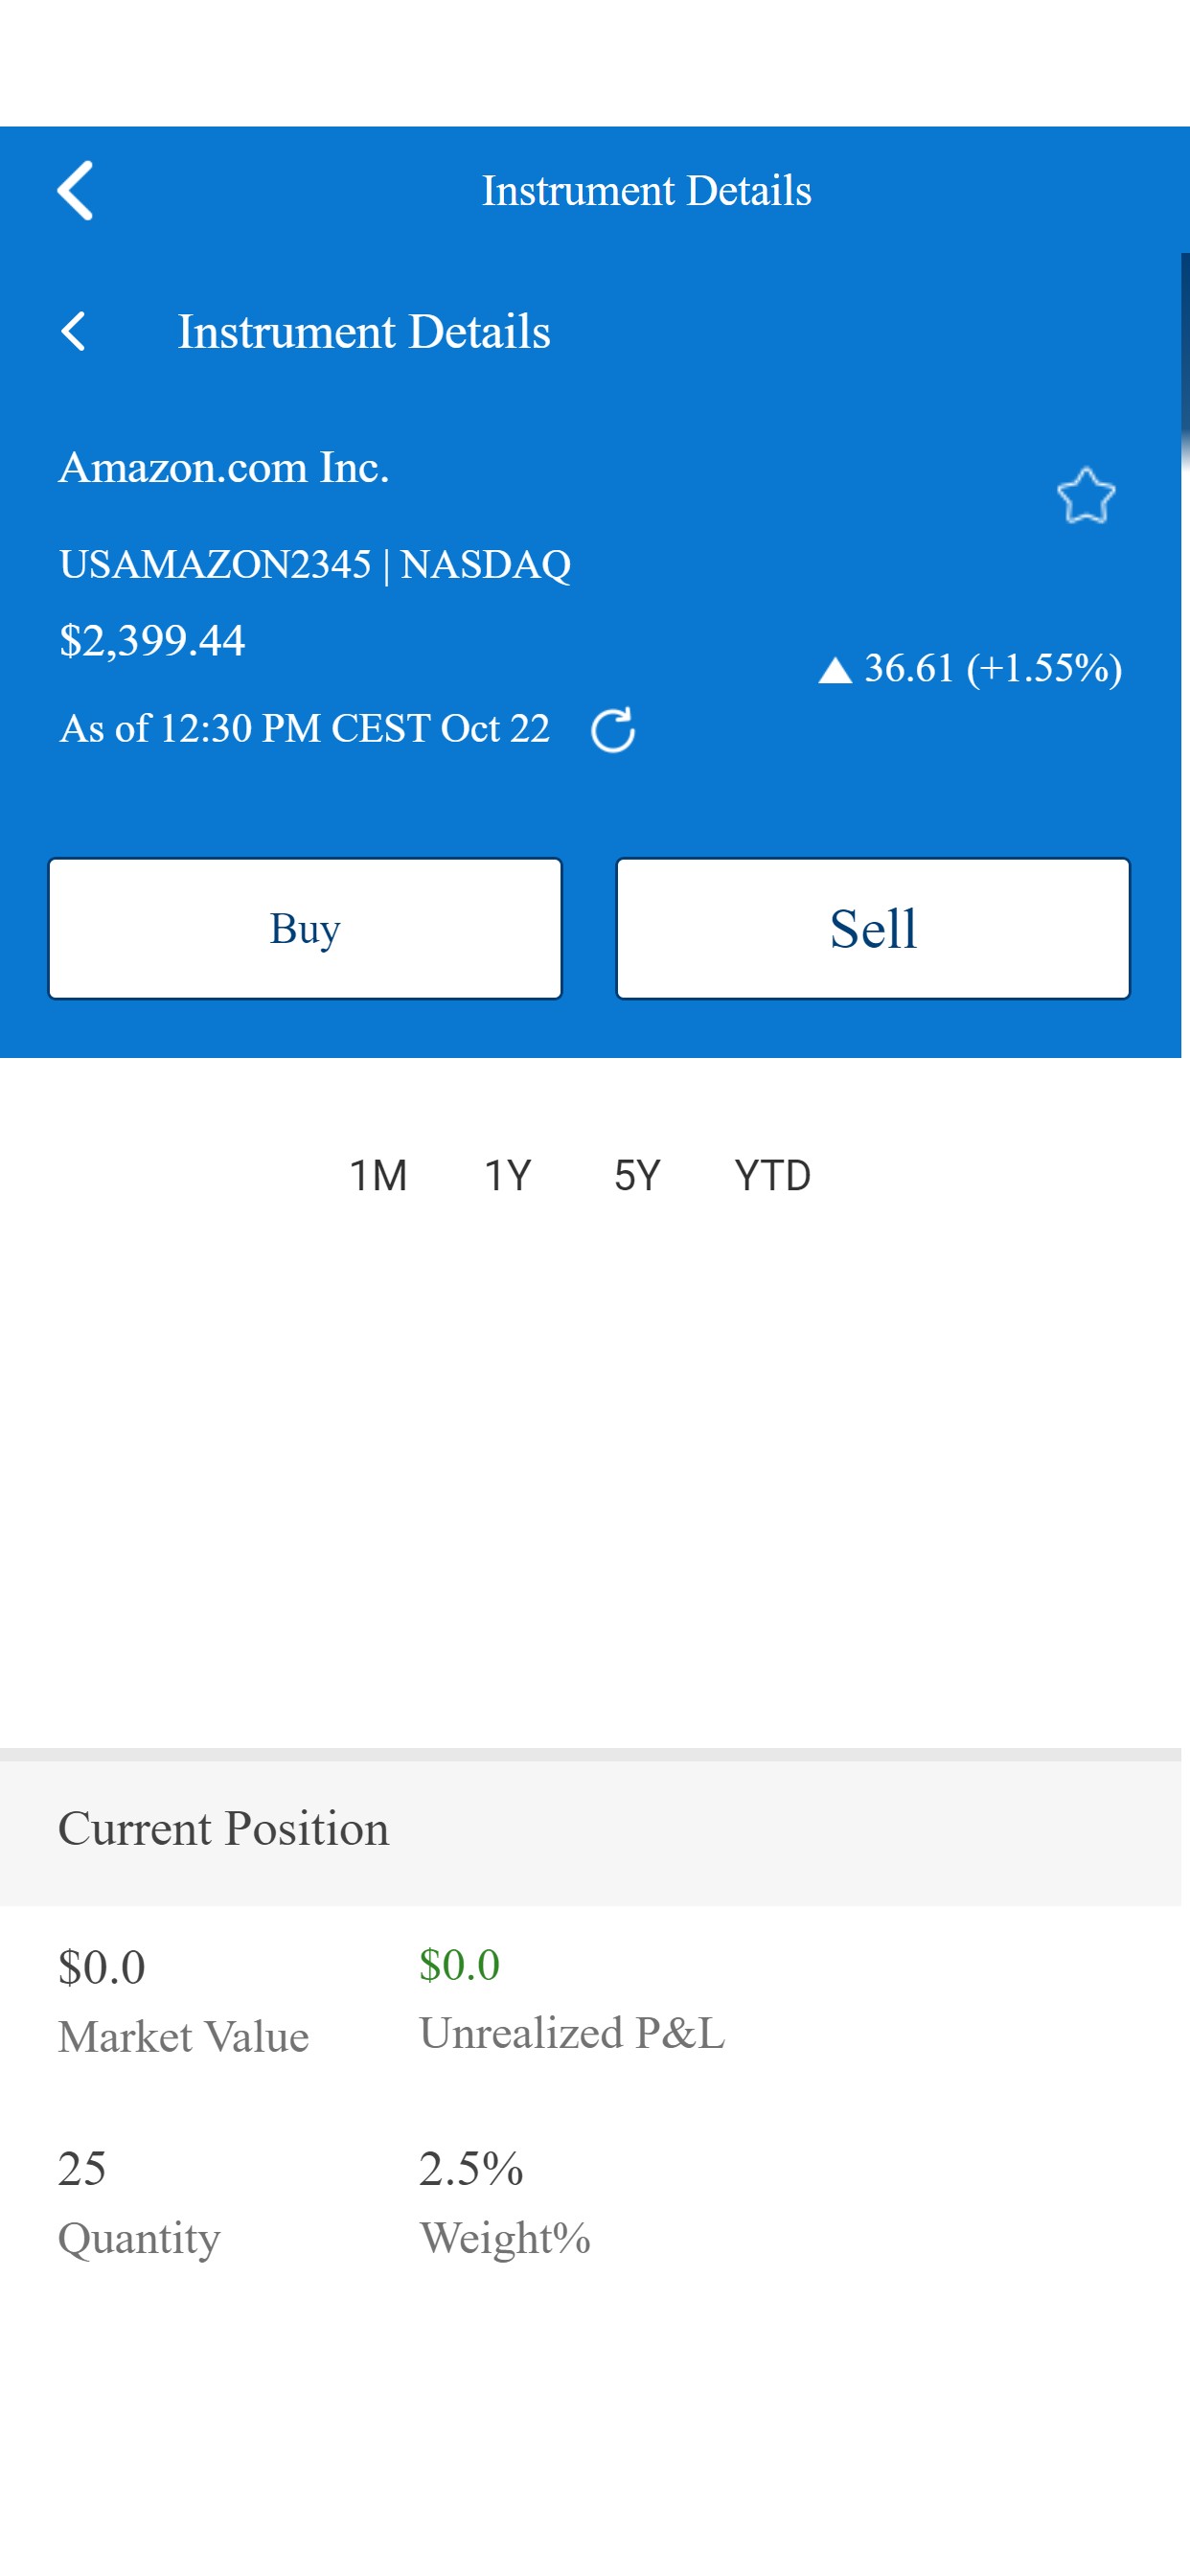 Instrument Details
Instrument Details
Amazon.com Inc.
USAMAZON2345 | NASDAQ
$2,399.44
36.61 (+1.55%)
As of 12:30 PM CEST Oct 22
Buy
Sell
1M 1Y 5Y YTD
Current Position
$0.0 $0.0
Market Value Unrealized P&L
25 2.5%
Quantity Weight%